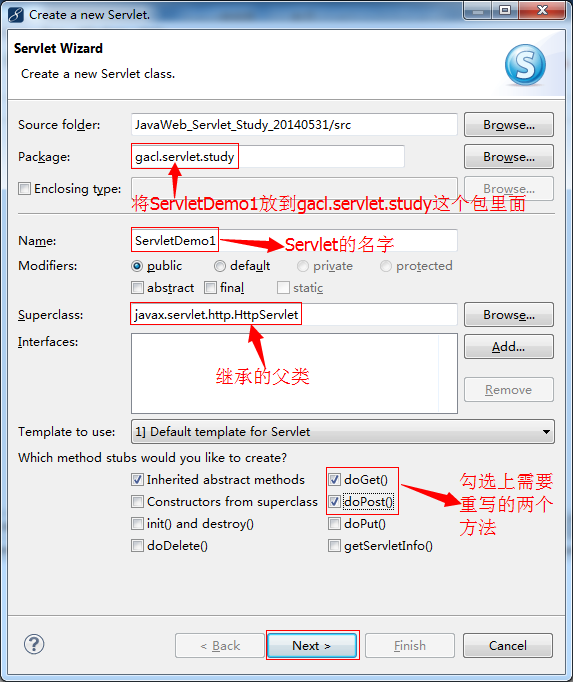 Create a new Servlet.
Servlet Wizard
Create a new Servlet class.
S
Source folder: JavaWeb_Servlet_Study_20140531/src Browse...
Package: gacl.servlet.study Browse...
Enclosing type: Browse...
将ServletDemo1放到gacl.servlet.study这个包里面
Name: ServletDemo1 Servlet的名字
Modifiers: public default private protected
abstract final static
Superclass: javax.servlet.http.HttpServlet Browse...
Interfaces: Add...
继承的父类
Remove
Template to use: 1] Default template for Servlet
Which method stubs would you like to create?
Inherited abstract methods doGet()
Constructors from superclass doPost()
init() and destroy() doPut()
doDelete() getServletInfo()
勾选上需要
重写的两个
方法
? < Back Next > Finish Cancel